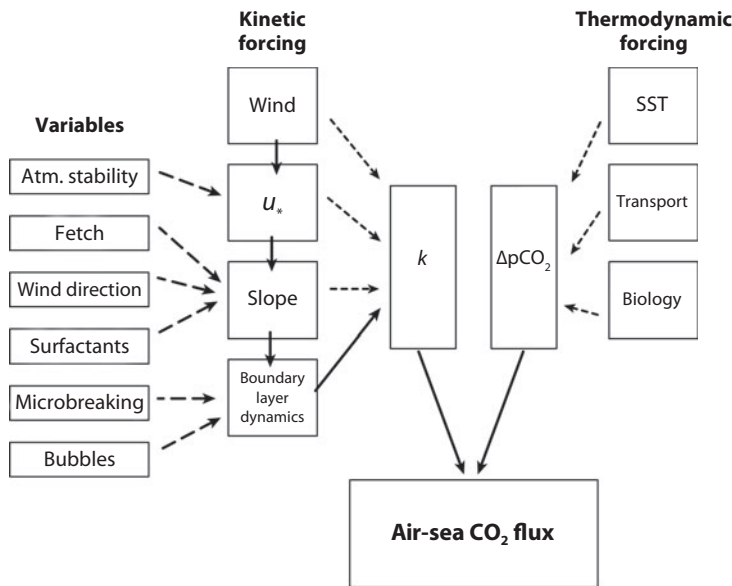 Kinetic
forcing
Thermodynamic
forcing
Variables
Wind
SST
Atm. stability
u*
Transport
Fetch
k
ΔpCO₂
Wind direction
Slope
Biology
Surfactants
Microbreaking
Boundary
layer
dynamics
Bubbles
Air-sea CO₂ flux